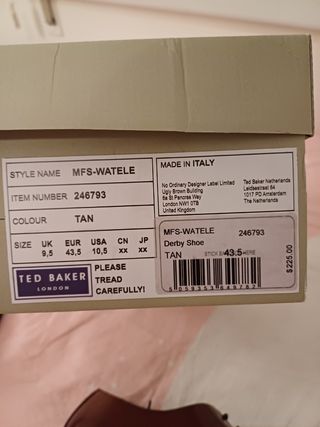 STYLE NAME MFS-WATELE
ITEM NUMBER 246793
COLOUR TAN
SIZE UK EUR USA CN JP
9,5 43,5 10,5 xx xx
TED BAKER
LONDON
PLEASE
TREAD
CAREFULLY!
MADE IN ITALY
No Ordinary Designer Label Limited
Ugly Brown Building
6a St Pancras Way
London NW1 0TB
United Kingdom
Ted Baker Netherlands
Leidsestraat 64
1017 PD Amsterdam
The Netherlands
MFS-WATELE 246793
Derby Shoe
TAN 43.5
$225.00